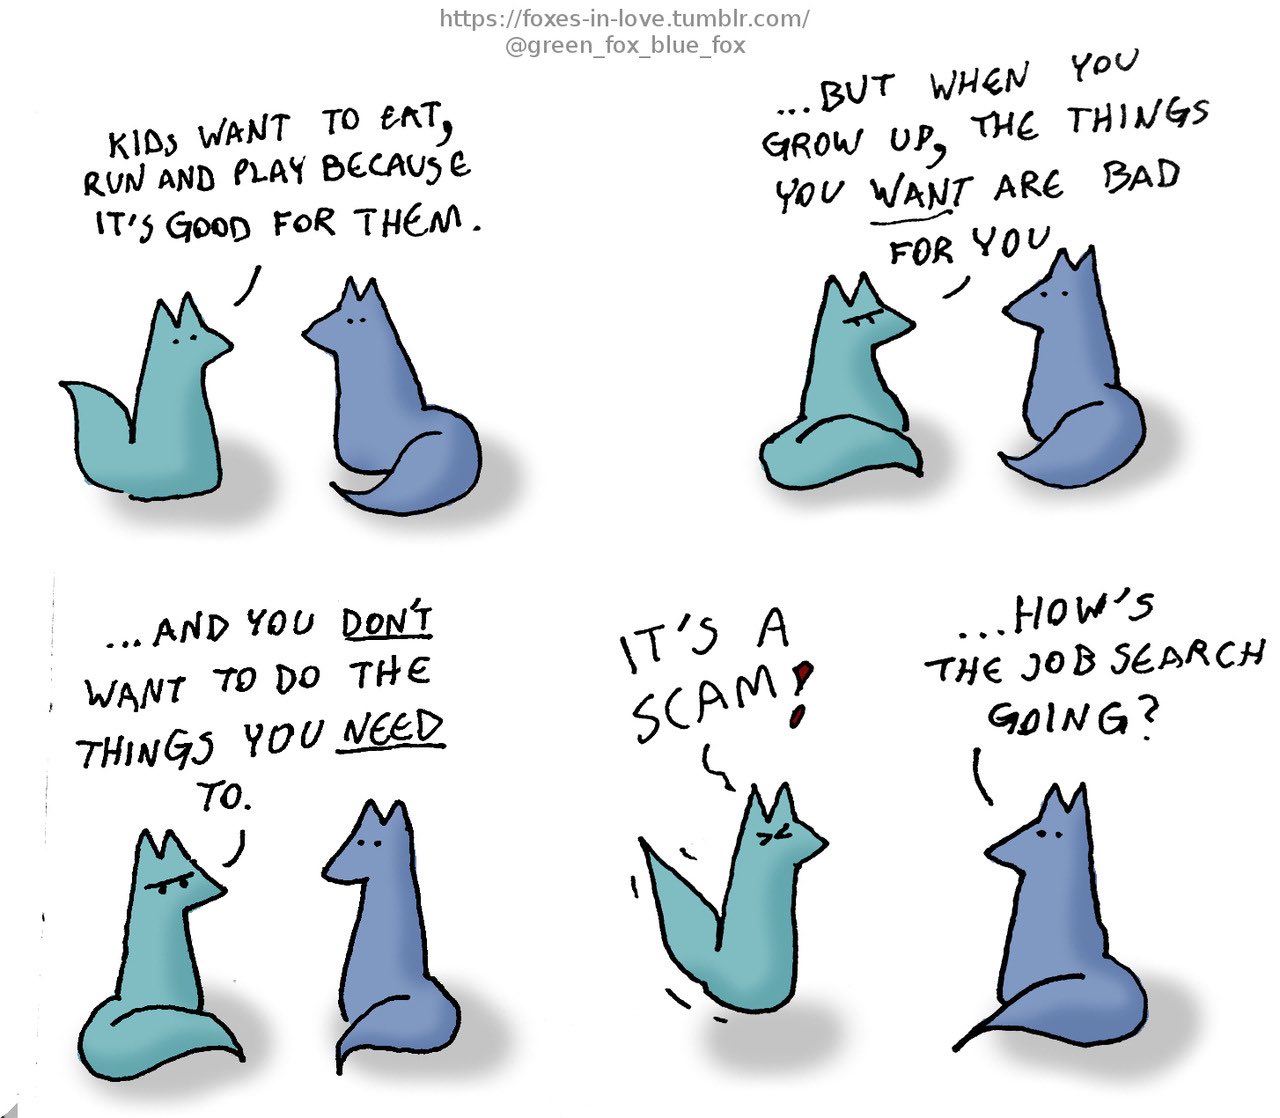 https://foxes-in-love.tumblr.com/
@green_fox_blue_fox
KIDS WANT TO EAT,
RUN AND PLAY BECAUSE
IT'S GOOD FOR THEM.
...BUT WHEN YOU
GROW UP, THE THINGS
YOU WANT ARE BAD
FOR YOU
...AND YOU DON'T
WANT TO DO THE
THINGS YOU NEED
TO.
IT'S A
SCAM!
...HOW'S
THE JOB SEARCH
GOING?